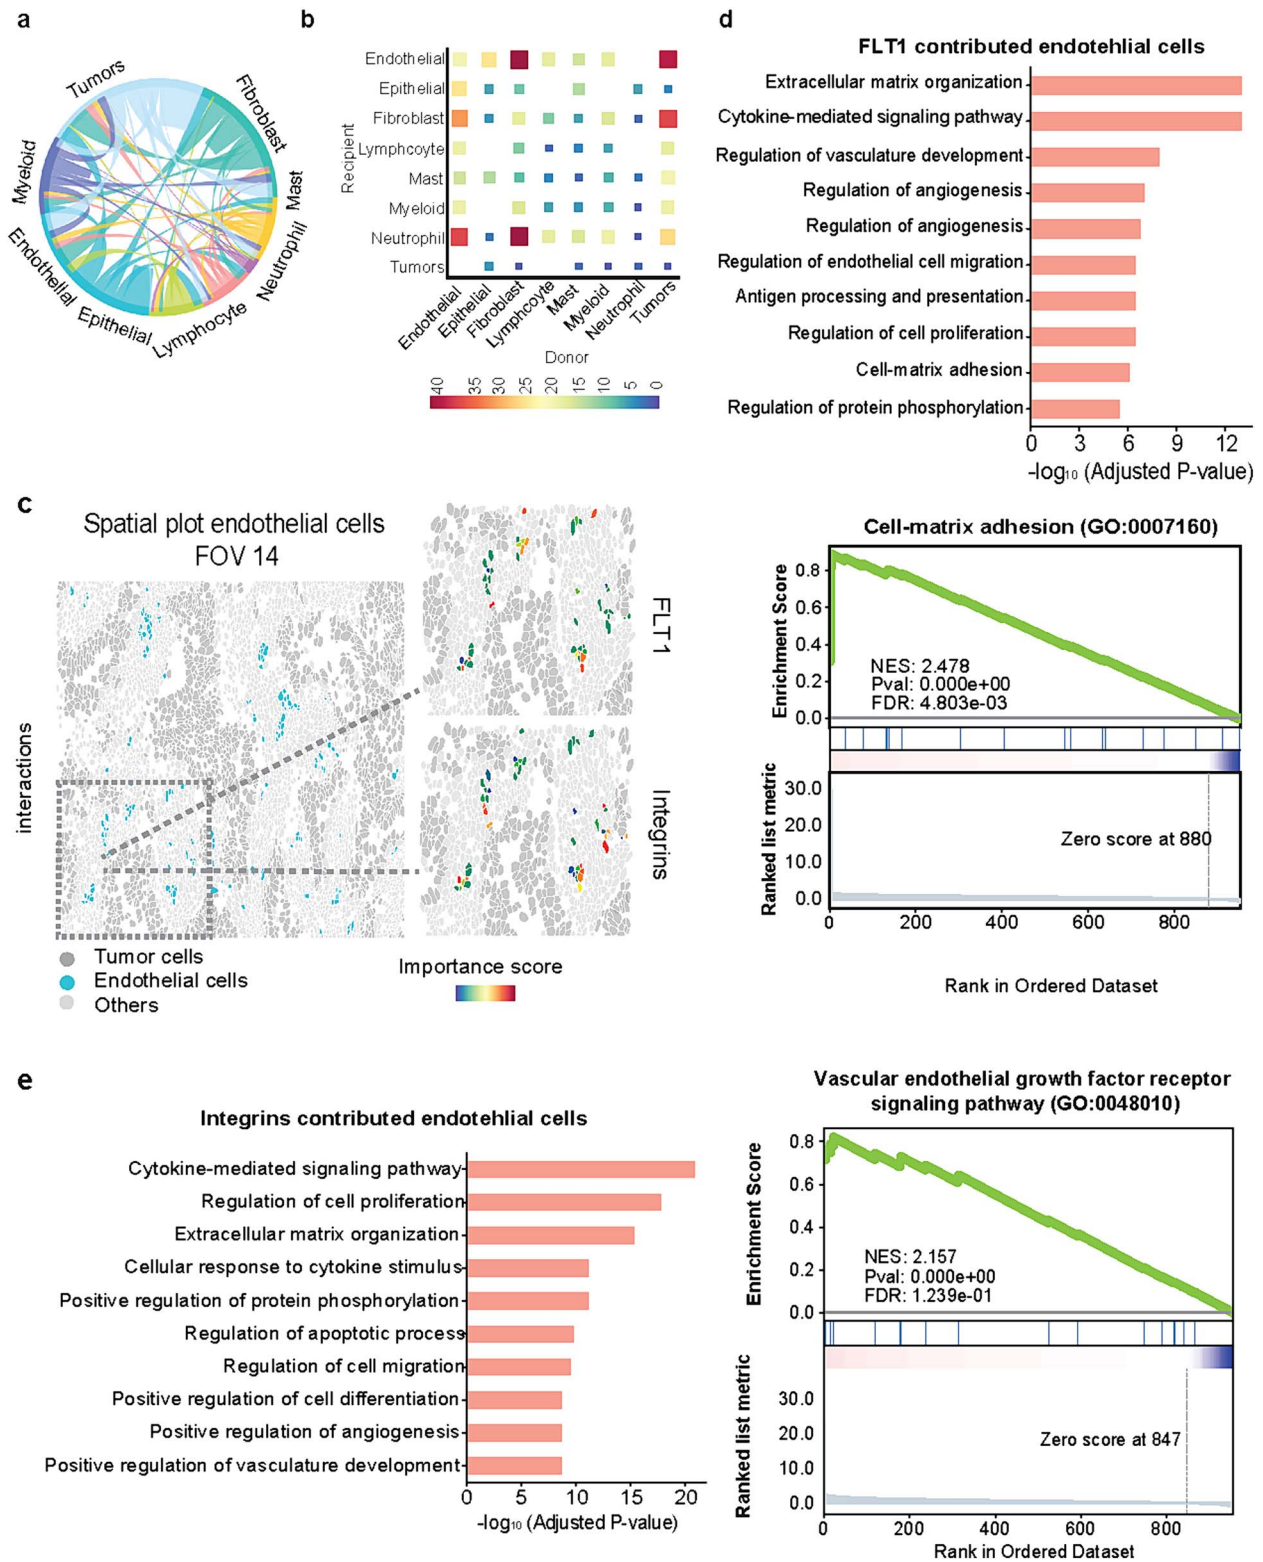 a
Tumors
Fibroblast
Mast
Neutrophil
Lymphocyte
Epithelial
Endothelial
Myeloid
b
Recipient
Endothelial
Epithelial
Fibroblast
Lymphcoyte
Mast
Myeloid
Neutrophil
Tumors
Endothelial
Epithelial
Fibroblast
Lymphcoyte
Mast
Myeloid
Neutrophil
Tumors
Donor
40 35 30 25 20 15 10 5 0
d
FLT1 contributed endotehlial cells
Extracellular matrix organization
Cytokine-mediated signaling pathway
Regulation of vasculature development
Regulation of angiogenesis
Regulation of angiogenesis
Regulation of endothelial cell migration
Antigen processing and presentation
Regulation of cell proliferation
Cell-matrix adhesion
Regulation of protein phosphorylation
0 3 6 9 12
-log₁₀ (Adjusted P-value)
c
Spatial plot endothelial cells
FOV 14
interactions
FLT1
Integrins
Tumor cells
Endothelial cells
Others
Importance score
Cell-matrix adhesion (GO:0007160)
Enrichment Score
0.8
0.6
0.4
0.2
0.0
NES: 2.478
Pval: 0.000e+00
FDR: 4.803e-03
Ranked list metric
30.0
20.0
10.0
0.0
Zero score at 880
0 200 400 600 800
Rank in Ordered Dataset
e
Integrins contributed endotehlial cells
Cytokine-mediated signaling pathway
Regulation of cell proliferation
Extracellular matrix organization
Cellular response to cytokine stimulus
Positive regulation of protein phosphorylation
Regulation of apoptotic process
Regulation of cell migration
Positive regulation of cell differentiation
Positive regulation of angiogenesis
Positive regulation of vasculature development
0 5 10 15 20
-log₁₀ (Adjusted P-value)
Vascular endothelial growth factor receptor
signaling pathway (GO:0048010)
Enrichment Score
0.8
0.6
0.4
0.2
0.0
NES: 2.157
Pval: 0.000e+00
FDR: 1.239e-01
Ranked list metric
30.0
20.0
10.0
0.0
Zero score at 847
0 200 400 600 800
Rank in Ordered Dataset